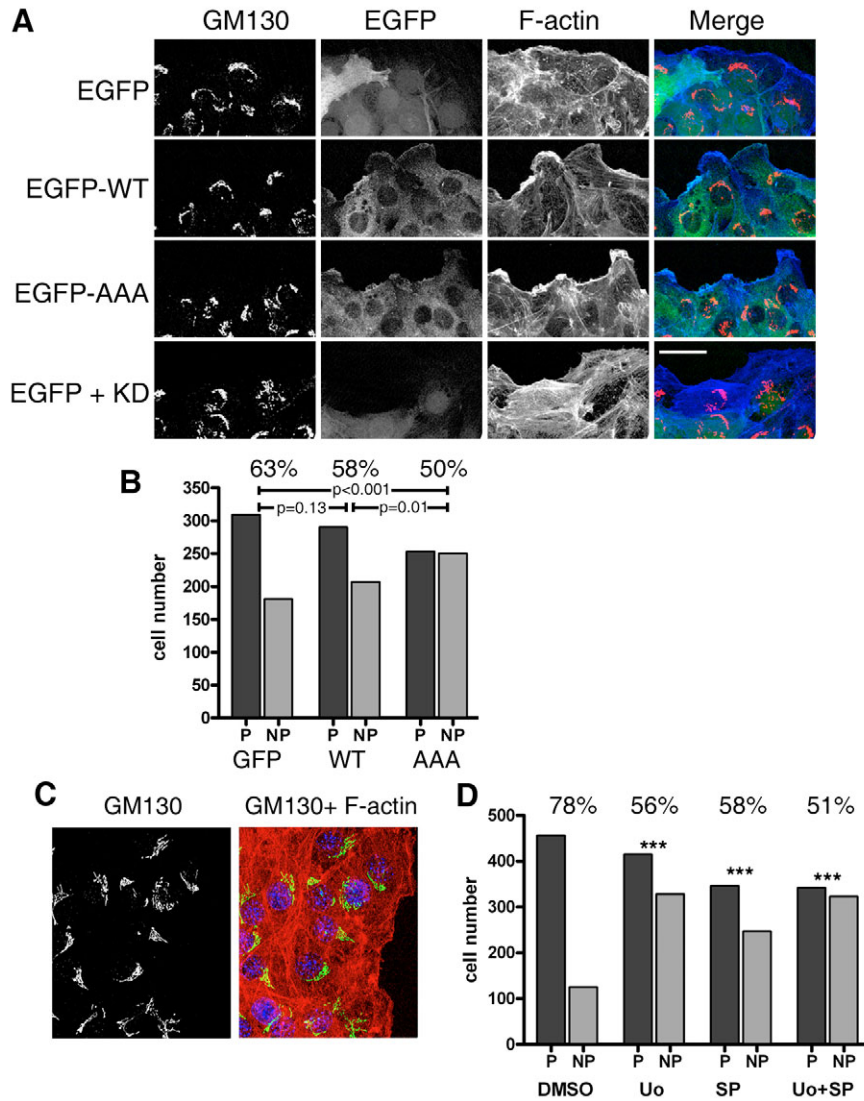 A
GM130 EGFP F-actin Merge
EGFP
EGFP-WT
EGFP-AAA
EGFP + KD
B
63% 58% 50%
p<0.001
p=0.13 p=0.01
350
300
250
200
150
100
50
0
cell number
P NP P NP P NP
GFP WT AAA
C
GM130 GM130+ F-actin
D
78% 56% 58% 51%
500
400
300
200
100
0
cell number
*** *** ***
P NP P NP P NP P NP
DMSO Uo SP Uo+SP